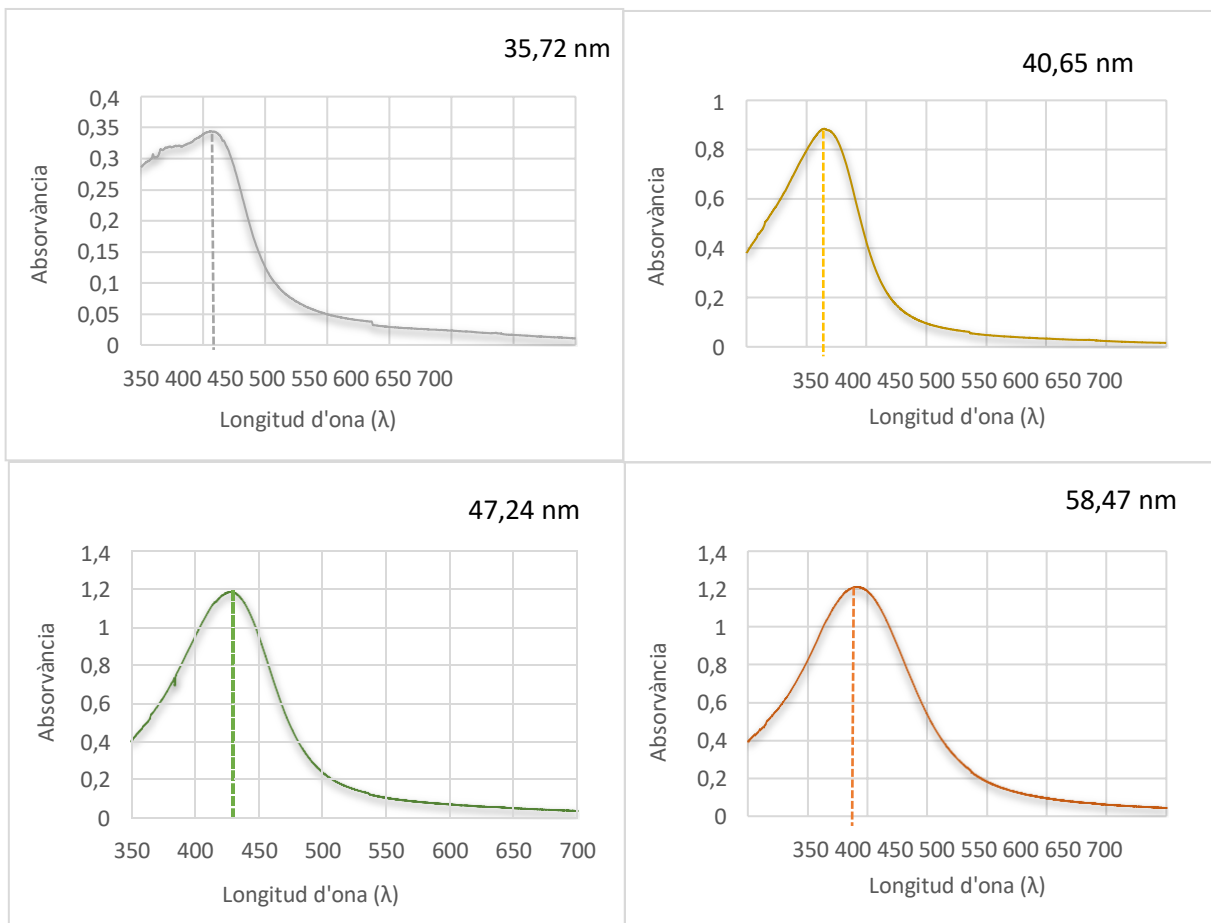 35,72 nm
0,4
0,35
0,3
0,25
0,2
0,15
0,1
0,05
0
Absorvància
350 400 450 500 550 600 700
Longitud d'ona (λ)
40,65 nm
1
0,8
0,6
0,4
0,2
0
Absorvància
350 400 450 500 550 600 700
Longitud d'ona (λ)
47,24 nm
1,4
1,2
1
0,8
0,6
0,4
0,2
0
Absorvància
350 400 450 500 550 600 650 700
Longitud d'ona (λ)
58,47 nm
1,4
1,2
1
0,8
0,6
0,4
0,2
0
Absorvància
350 400 450 500 550 600 700
Longitud d'ona (λ)